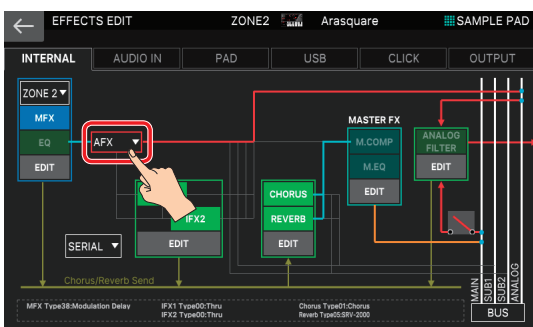 EFFECTS EDIT ZONE2 Arasquare SAMPLE PAD
INTERNAL AUDIO IN PAD USB CLICK OUTPUT
ZONE 2
MFX
EQ
EDIT
AFX
IFX2
EDIT
SERIAL
CHORUS
REVERB
EDIT
MASTER FX
M.COMP
M.EQ
EDIT
ANALOG
FILTER
EDIT
Chorus/Reverb Send
MAIN
SUB1
SUB2
ANALOG
BUS
MFX Type38:Modulation Delay
IFX1 Type00:Thru
IFX2 Type00:Thru
Chorus Type01:Chorus
Reverb Type05:SRV-2000